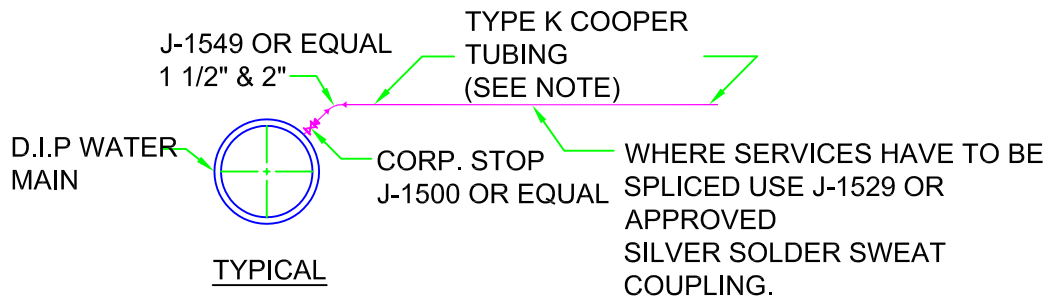 J-1549 OR EQUAL
1 1/2" & 2"
TYPE K COOPER
TUBING
(SEE NOTE)
D.I.P WATER
MAIN
CORP. STOP
J-1500 OR EQUAL
WHERE SERVICES HAVE TO BE
SPLICED USE J-1529 OR
APPROVED
SILVER SOLDER SWEAT
COUPLING.
TYPICAL